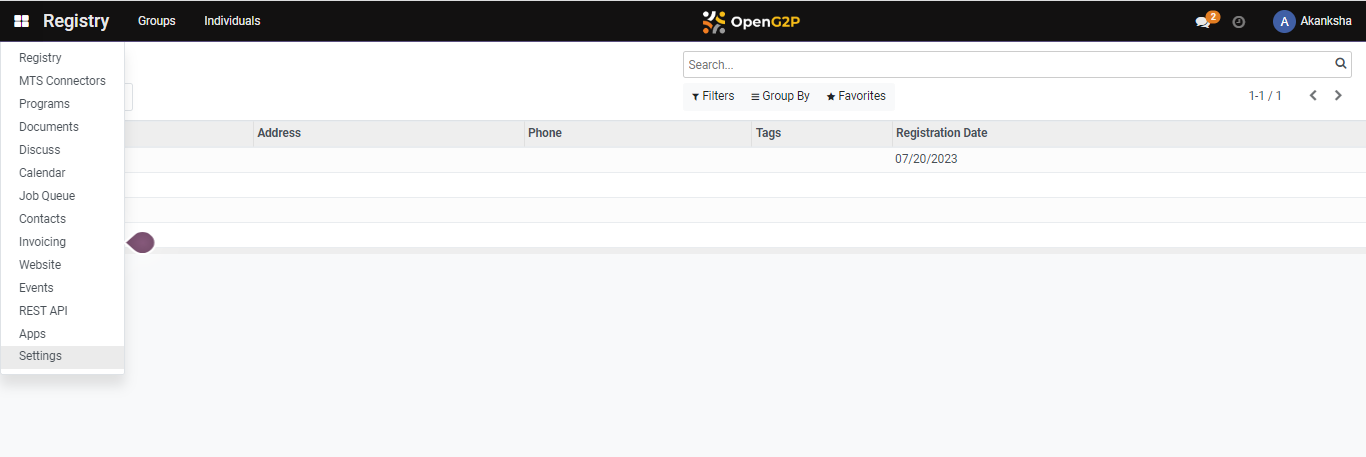 Registry Groups Individuals OpenG2P 2 A Akanksha
Registry
MTS Connectors
Programs
Documents
Discuss
Calendar
Job Queue
Contacts
Invoicing
Website
Events
REST API
Apps
Settings
Search...
Filters Group By Favorites 1-1 / 1
Address Phone Tags Registration Date
07/20/2023